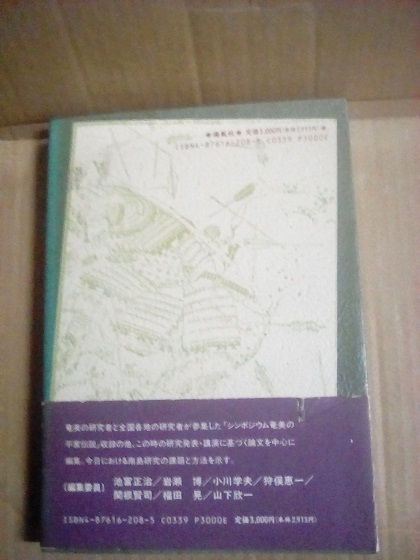 定価3,000円(本体2,913円)
ISBN4-87616-208-5 C0339 P3000E
奄美の研究者と全国各地の研究者が参集した「シンポジウム奄美の
平家伝説」収録の他、この時の研究発表・講演に基づく論文を中心に
編集。今日における南島研究の課題と方法を示す。
〔編集委員〕 池宮正治/岩瀬 博/小川学夫/狩俣恵一/
関根賢司/福田 晃/山下欣一
ISBN4-87616-208-5 C0339 P3000E 定価3,000円(本体2,913円)